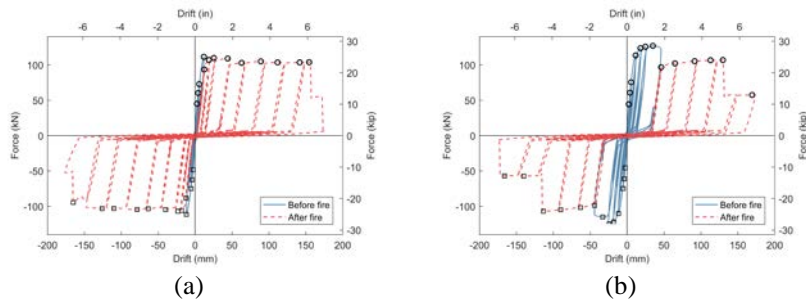 Drift (in)
-6 -4 -2 0 2 4 6
100
50
0
-50
-100
Force (kN)
30
20
10
0
-10
-20
-30
Force (kip)
Before fire
After fire
-200 -150 -100 -50 0 50 100 150 200
Drift (mm)
(a)
Drift (in)
-6 -4 -2 0 2 4 6
100
50
0
-50
-100
Force (kN)
30
20
10
0
-10
-20
-30
Force (kip)
Before fire
After fire
-200 -150 -100 -50 0 50 100 150 200
Drift (mm)
(b)